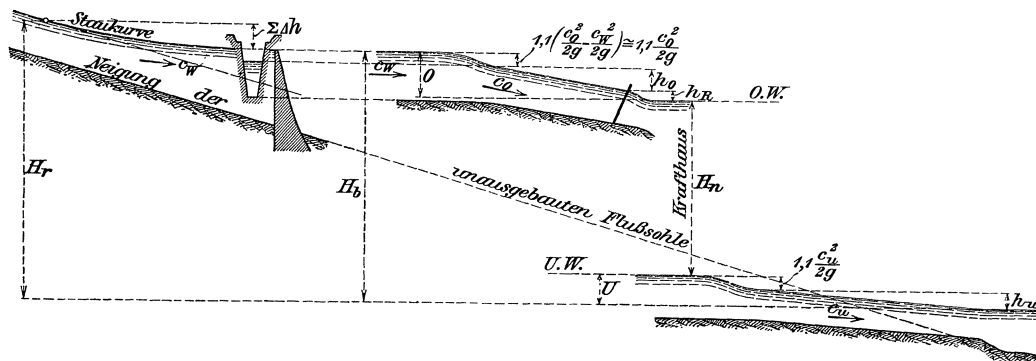 Staukurve
ΣΔh
c_W
Neigung der
H_r
H_b
c_W
O
c_0
1,1(c_0²/2g - c_W²/2g) ≅ 1,1 c_0²/2g
h_0
h_R
O.W.
Krafthaus
H_n
unausgebauten Flußsohle
U.W.
U
1,1 c_u²/2g
h_u
c_u